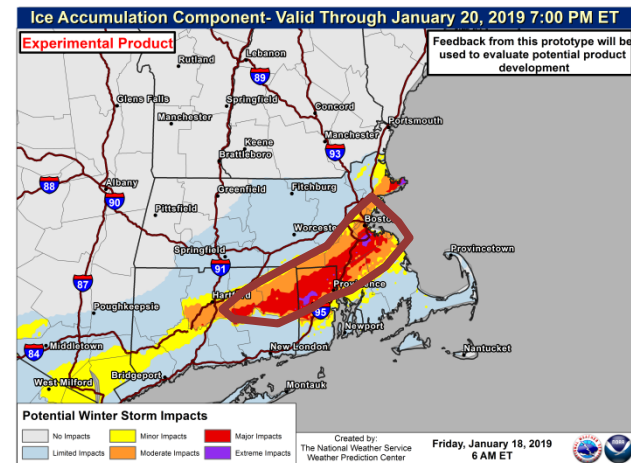 Ice Accumulation Component- Valid Through January 20, 2019 7:00 PM ET
Experimental Product
Feedback from this prototype will be
used to evaluate potential product
development
Rutland
Lebanon
89
Glens Falls
Springfield
Concord
Manchester
Portsmouth
Manchester
Keene
93
Brattleboro
88
Albany
90
Greenfield
Fitchburg
Pittsfield
Worceste
Bosto
Springfield
91
Provincetown
87
Hartford
Providence
Poughkeepsie
95
Newport
84
Middletown
New London
Nantucket
West Milford
Bridgeport
Montauk
Potential Winter Storm Impacts
No Impacts
Minor Impacts
Major Impacts
Limited Impacts
Moderate Impacts
Extreme Impacts
Created by:
The National Weather Service
Weather Prediction Center
Friday, January 18, 2019
6 AM ET